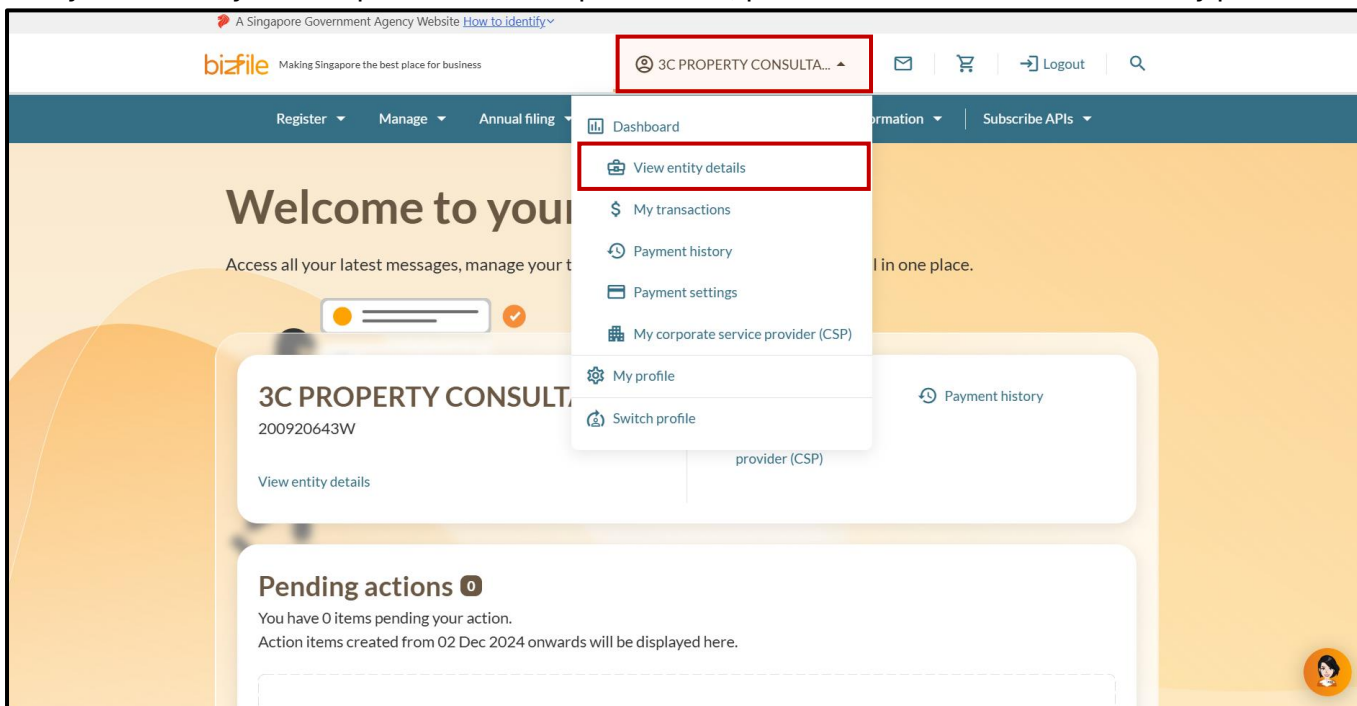 A Singapore Government Agency Website How to identify
bizfile Making Singapore the best place for business
3C PROPERTY CONSULTA...
Logout
Register
Manage
Annual filing
ormation
Subscribe APIs
Dashboard
View entity details
My transactions
Payment history
Payment settings
My corporate service provider (CSP)
My profile
Switch profile
Welcome to your
Access all your latest messages, manage your t
l in one place.
3C PROPERTY CONSULTA
200920643W
View entity details
Payment history
provider (CSP)
Pending actions 0
You have 0 items pending your action.
Action items created from 02 Dec 2024 onwards will be displayed here.